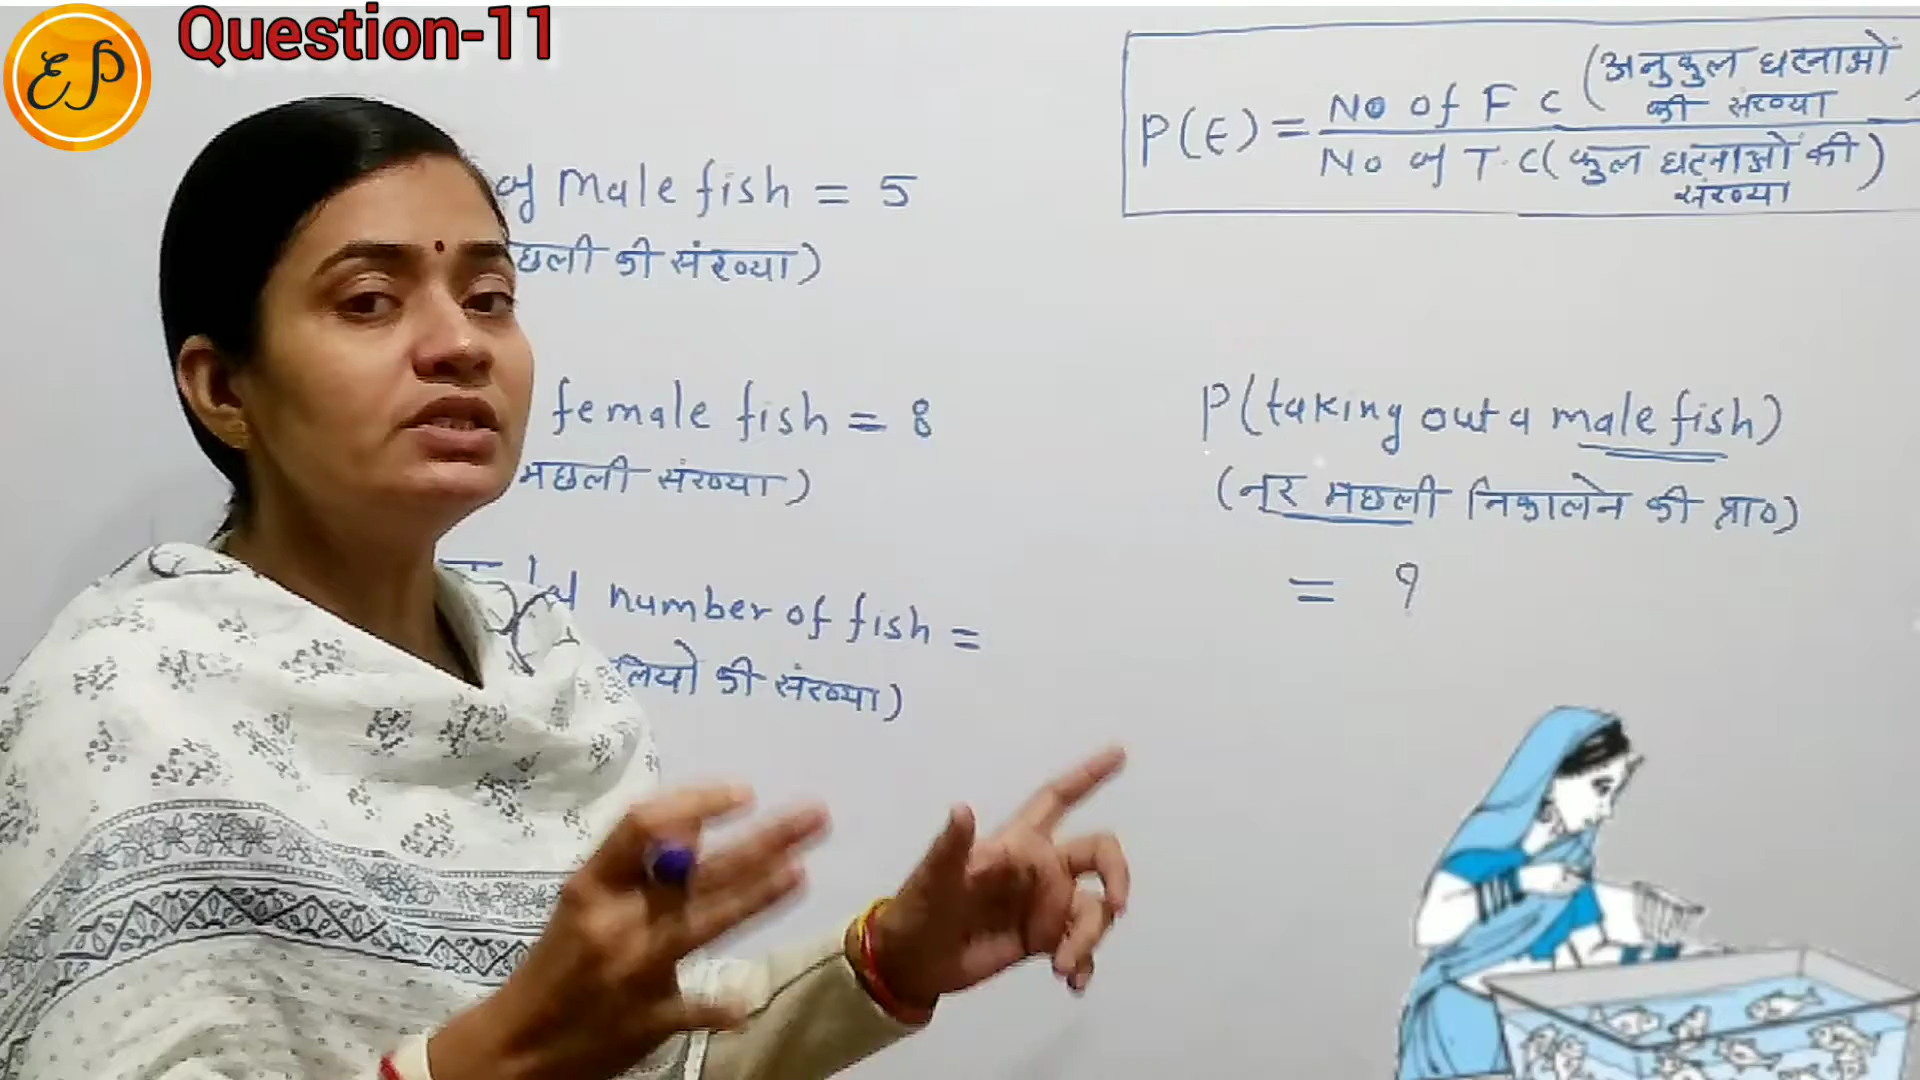 EP
Question-11
of Male fish = 5
छली की संख्या)
female fish = 8
मछली संख्या)
number of fish =
लियो की संख्या)
P(E) = No of F C (अनुकुल घटनाओं की संख्या
No of T.C (कुल घटनाओं की संख्या)
P(taking out a male fish)
(नर मछली निकालने की प्रा०)
= ?